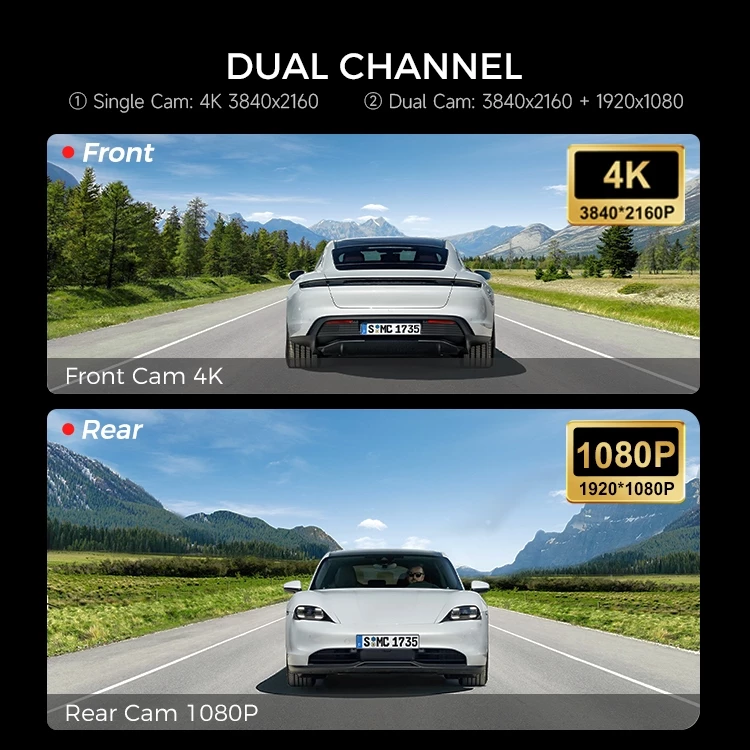 DUAL CHANNEL
① Single Cam: 4K 3840x2160 ② Dual Cam: 3840x2160 + 1920x1080
Front
4K
3840*2160P
S*MC 1735
Front Cam 4K
Rear
1080P
1920*1080P
S*MC 1735
Rear Cam 1080P